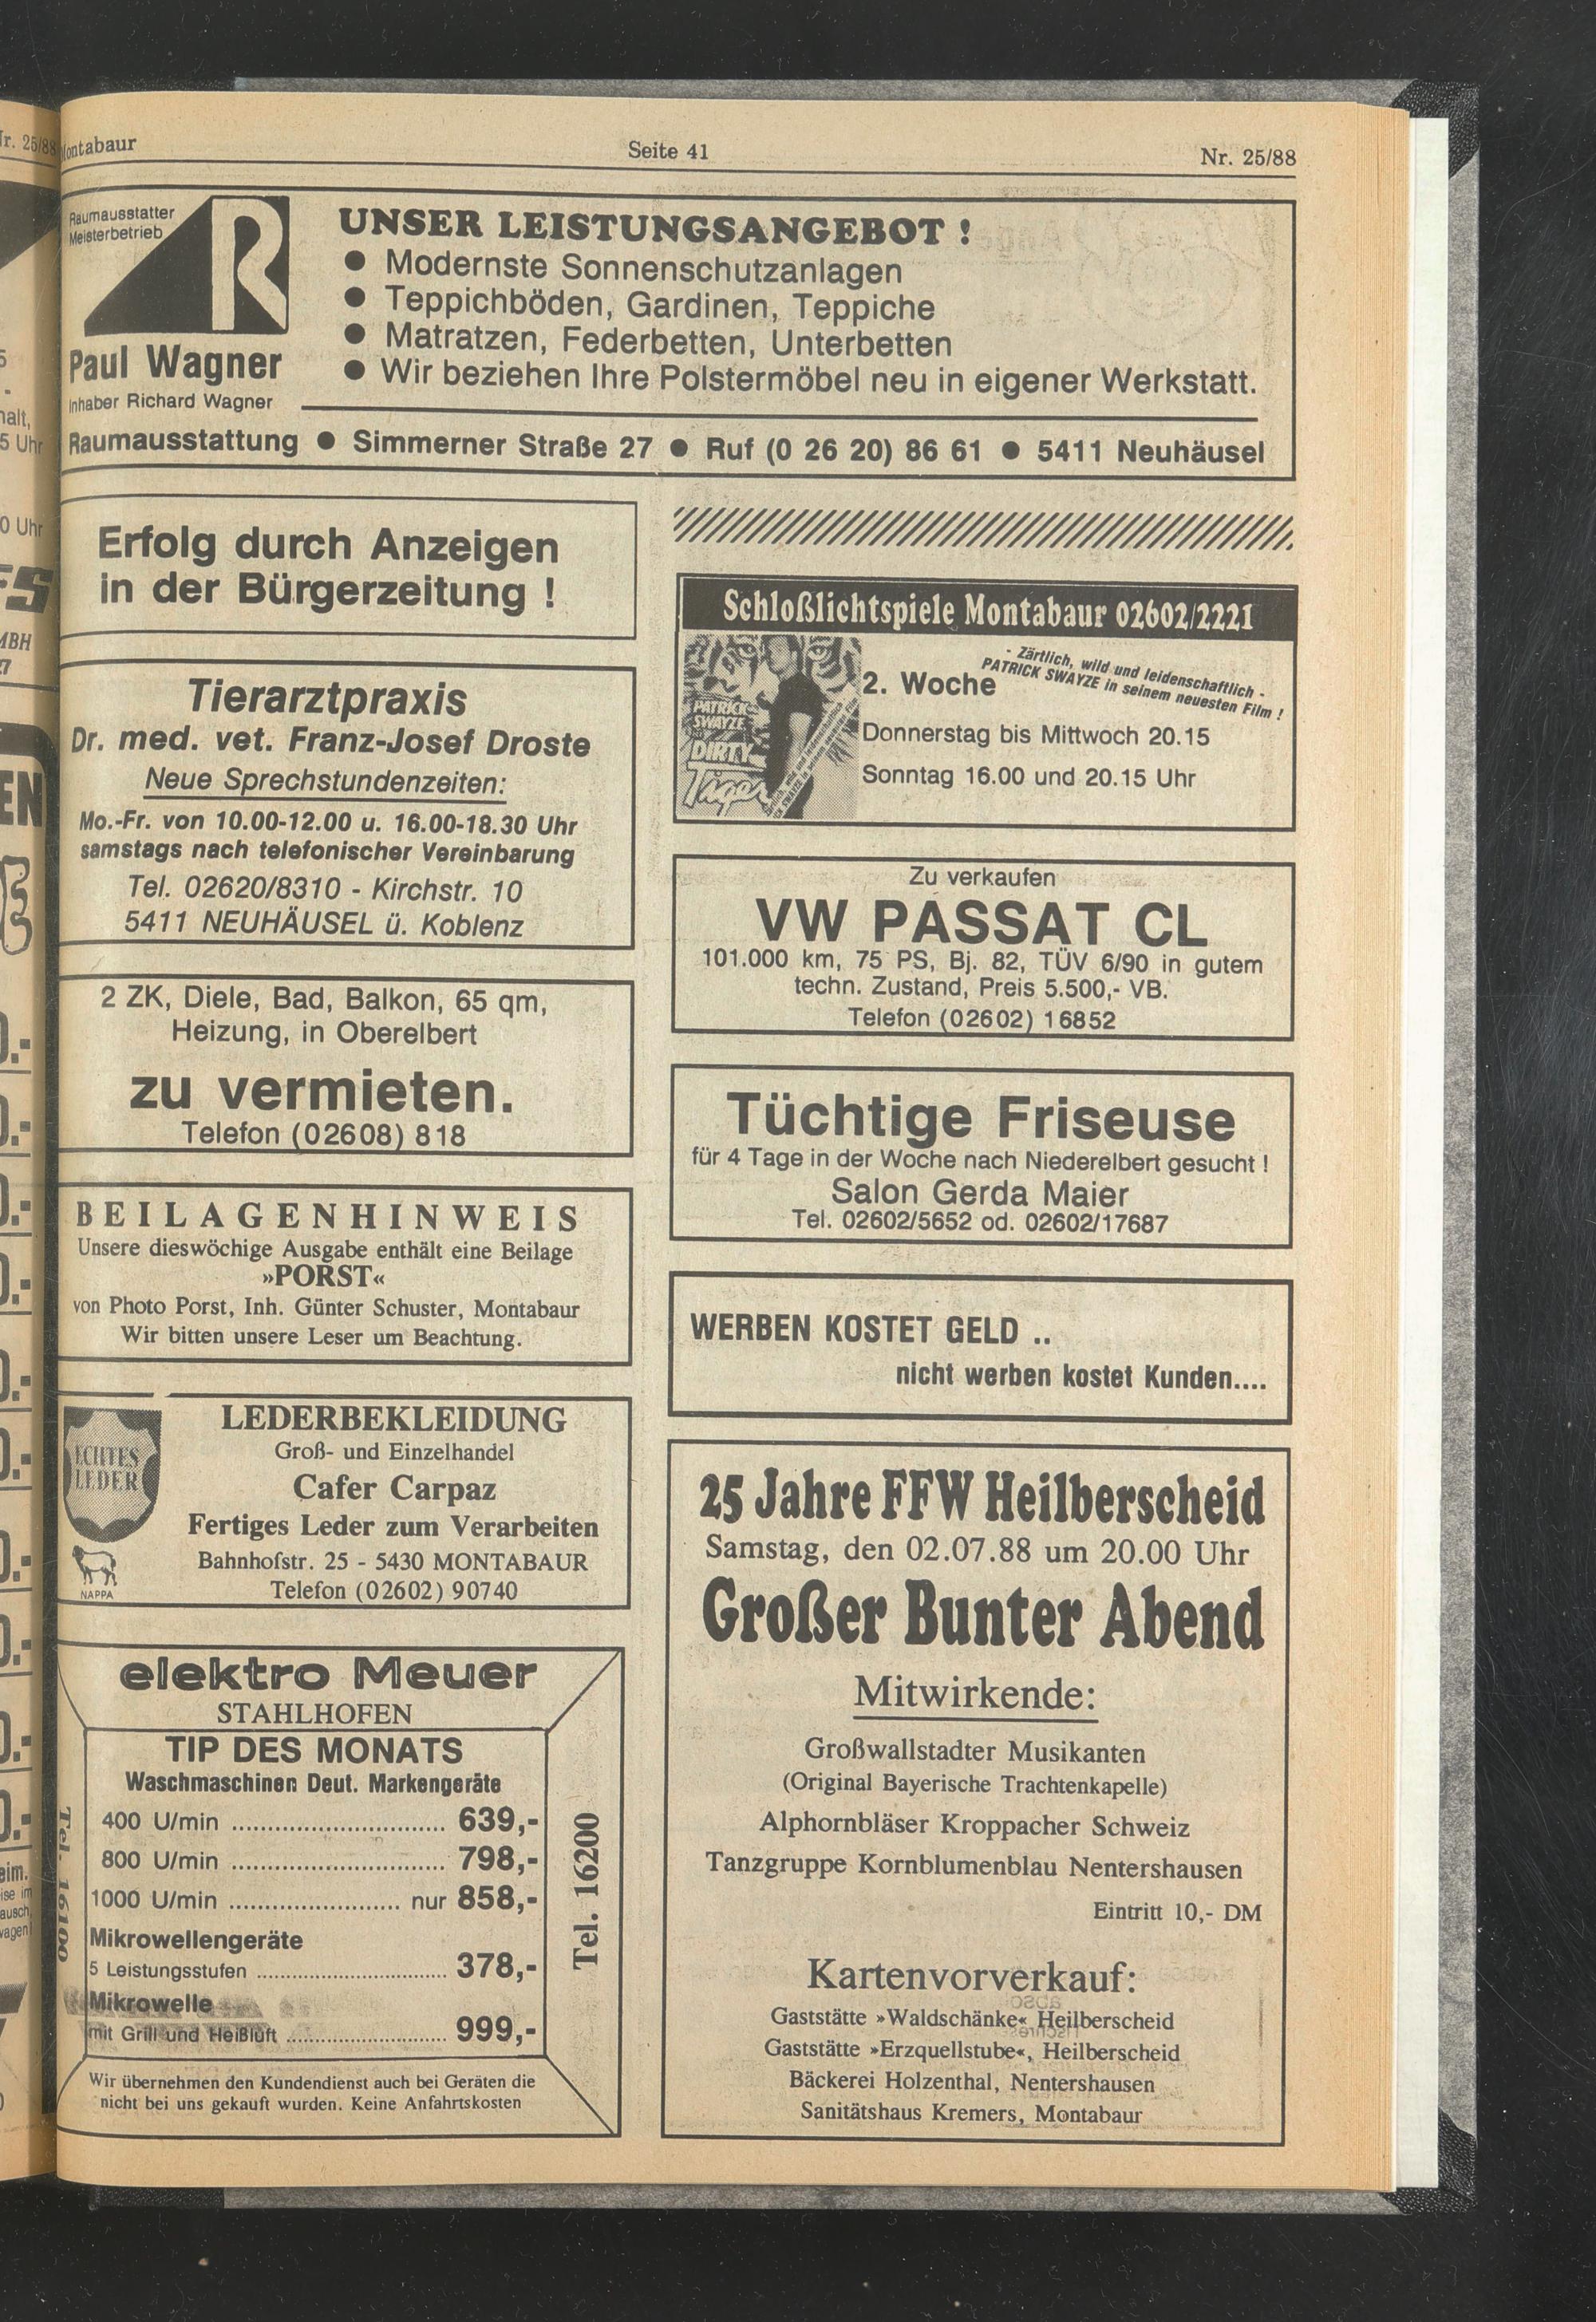 Montabaur
Seite 41
Nr. 25/88
Raumausstatter
Meisterbetrieb
R
Paul Wagner
Inhaber Richard Wagner
UNSER LEISTUNGSANGEBOT !
● Modernste Sonnenschutzanlagen
● Teppichböden, Gardinen, Teppiche
● Matratzen, Federbetten, Unterbetten
● Wir beziehen Ihre Polstermöbel neu in eigener Werkstatt.
Raumausstattung ● Simmerner Straße 27 ● Ruf (0 26 20) 86 61 ● 5411 Neuhäusel
Erfolg durch Anzeigen
in der Bürgerzeitung !
Tierarztpraxis
Dr. med. vet. Franz-Josef Droste
Neue Sprechstundenzeiten:
Mo.-Fr. von 10.00-12.00 u. 16.00-18.30 Uhr
samstags nach telefonischer Vereinbarung
Tel. 02620/8310 - Kirchstr. 10
5411 NEUHÄUSEL ü. Koblenz
2 ZK, Diele, Bad, Balkon, 65 qm,
Heizung, in Oberelbert
zu vermieten.
Telefon (02608) 818
BEILAGENHINWEIS
Unsere dieswöchige Ausgabe enthält eine Beilage
»PORST«
von Photo Porst, Inh. Günter Schuster, Montabaur
Wir bitten unsere Leser um Beachtung.
ECHTES
LEDER
NAPPA
LEDERBEKLEIDUNG
Groß- und Einzelhandel
Cafer Carpaz
Fertiges Leder zum Verarbeiten
Bahnhofstr. 25 - 5430 MONTABAUR
Telefon (02602) 90740
elektro Meuer
STAHLHOFEN
TIP DES MONATS
Waschmaschinen Deut. Markengeräte
400 U/min ................................ 639,-
800 U/min ................................ 798,-
1000 U/min ......................... nur 858,-
Mikrowellengeräte
5 Leistungsstufen ................................ 378,-
Mikrowelle
mit Grill und Heißluft ........................... 999,-
Tel. 16100
Tel. 16200
Wir übernehmen den Kundendienst auch bei Geräten die
nicht bei uns gekauft wurden. Keine Anfahrtskosten
Schloßlichtspiele Montabaur 02602/2221
PATRICK
SWAYZE
DIRTY
Tiger
2. Woche
- Zärtlich, wild und leidenschaftlich -
PATRICK SWAYZE in seinem neuesten Film !
Donnerstag bis Mittwoch 20.15
Sonntag 16.00 und 20.15 Uhr
Zu verkaufen
VW PASSAT CL
101.000 km, 75 PS, Bj. 82, TÜV 6/90 in gutem
techn. Zustand, Preis 5.500,- VB.
Telefon (02602) 16852
Tüchtige Friseuse
für 4 Tage in der Woche nach Niederelbert gesucht !
Salon Gerda Maier
Tel. 02602/5652 od. 02602/17687
WERBEN KOSTET GELD ..
nicht werben kostet Kunden....
25 Jahre FFW Heilberscheid
Samstag, den 02.07.88 um 20.00 Uhr
Großer Bunter Abend
Mitwirkende:
Großwallstadter Musikanten
(Original Bayerische Trachtenkapelle)
Alphornbläser Kroppacher Schweiz
Tanzgruppe Kornblumenblau Nentershausen
Eintritt 10,- DM
Kartenvorverkauf:
Gaststätte »Waldschänke« Heilberscheid
Gaststätte »Erzquellstube«, Heilberscheid
Bäckerei Holzenthal, Nentershausen
Sanitätshaus Kremers, Montabaur